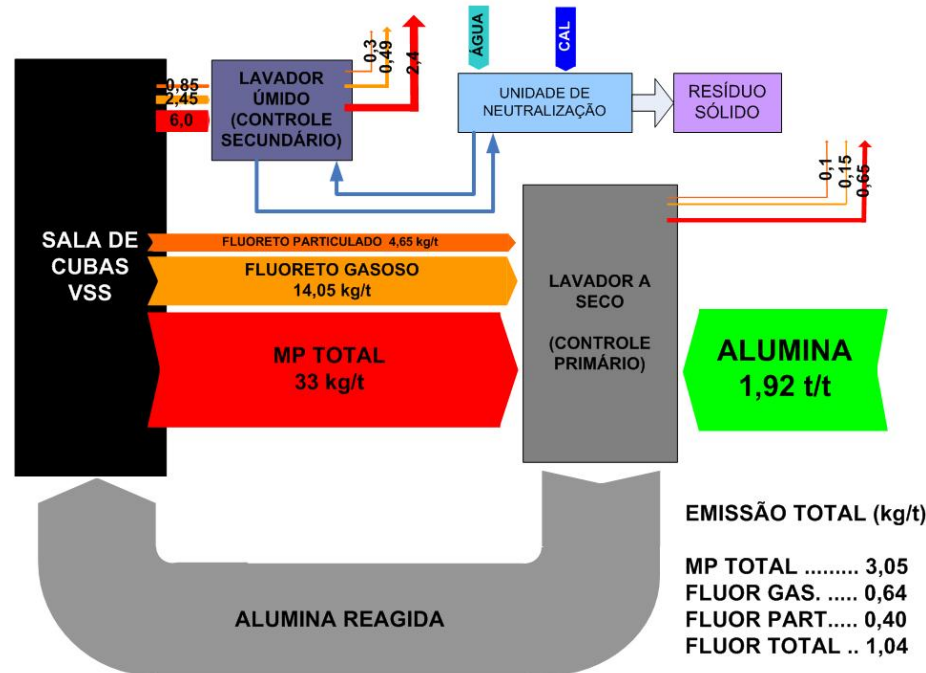 SALA DE
CUBAS
VSS
0,85
2,45
6,0
LAVADOR
ÚMIDO
(CONTROLE
SECUNDÁRIO)
0,3
0,49
2,4
ÁGUA
CAL
UNIDADE DE
NEUTRALIZAÇÃO
RESÍDUO
SÓLIDO
0,1
0,15
0,65
FLUORETO PARTICULADO 4,65 kg/t
FLUORETO GASOSO
14,05 kg/t
MP TOTAL
33 kg/t
LAVADOR A
SECO
(CONTROLE
PRIMÁRIO)
ALUMINA
1,92 t/t
ALUMINA REAGIDA
EMISSÃO TOTAL (kg/t)
MP TOTAL ......... 3,05
FLUOR GAS. ..... 0,64
FLUOR PART..... 0,40
FLUOR TOTAL .. 1,04